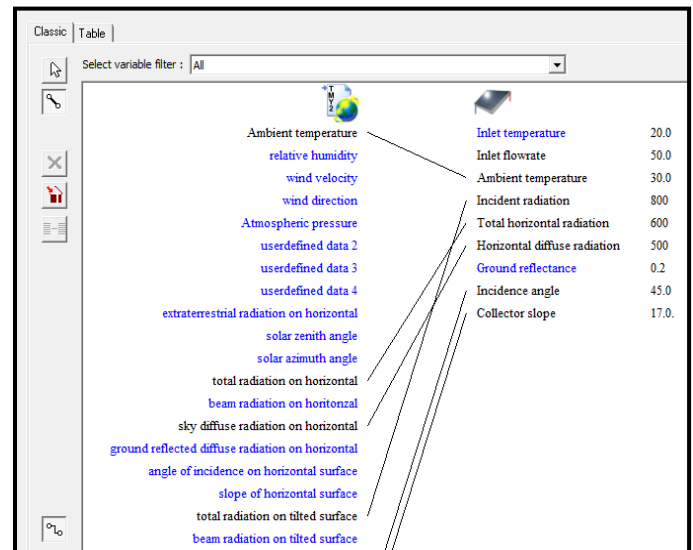 Classic Table
Select variable filter : All
TMY2
Ambient temperature Inlet temperature 20.0
relative humidity Inlet flowrate 50.0
wind velocity Ambient temperature 30.0
wind direction Incident radiation 800
Atmospheric pressure Total horizontal radiation 600
userdefined data 2 Horizontal diffuse radiation 500
userdefined data 3 Ground reflectance 0.2
userdefined data 4 Incidence angle 45.0
extraterrestrial radiation on horizontal Collector slope 17.0.
solar zenith angle
solar azimuth angle
total radiation on horizontal
beam radiation on horitonzal
sky diffuse radiation on horizontal
ground reflected diffuse radiation on horizontal
angle of incidence on horizontal surface
slope of horizontal surface
total radiation on tilted surface
beam radiation on tilted surface